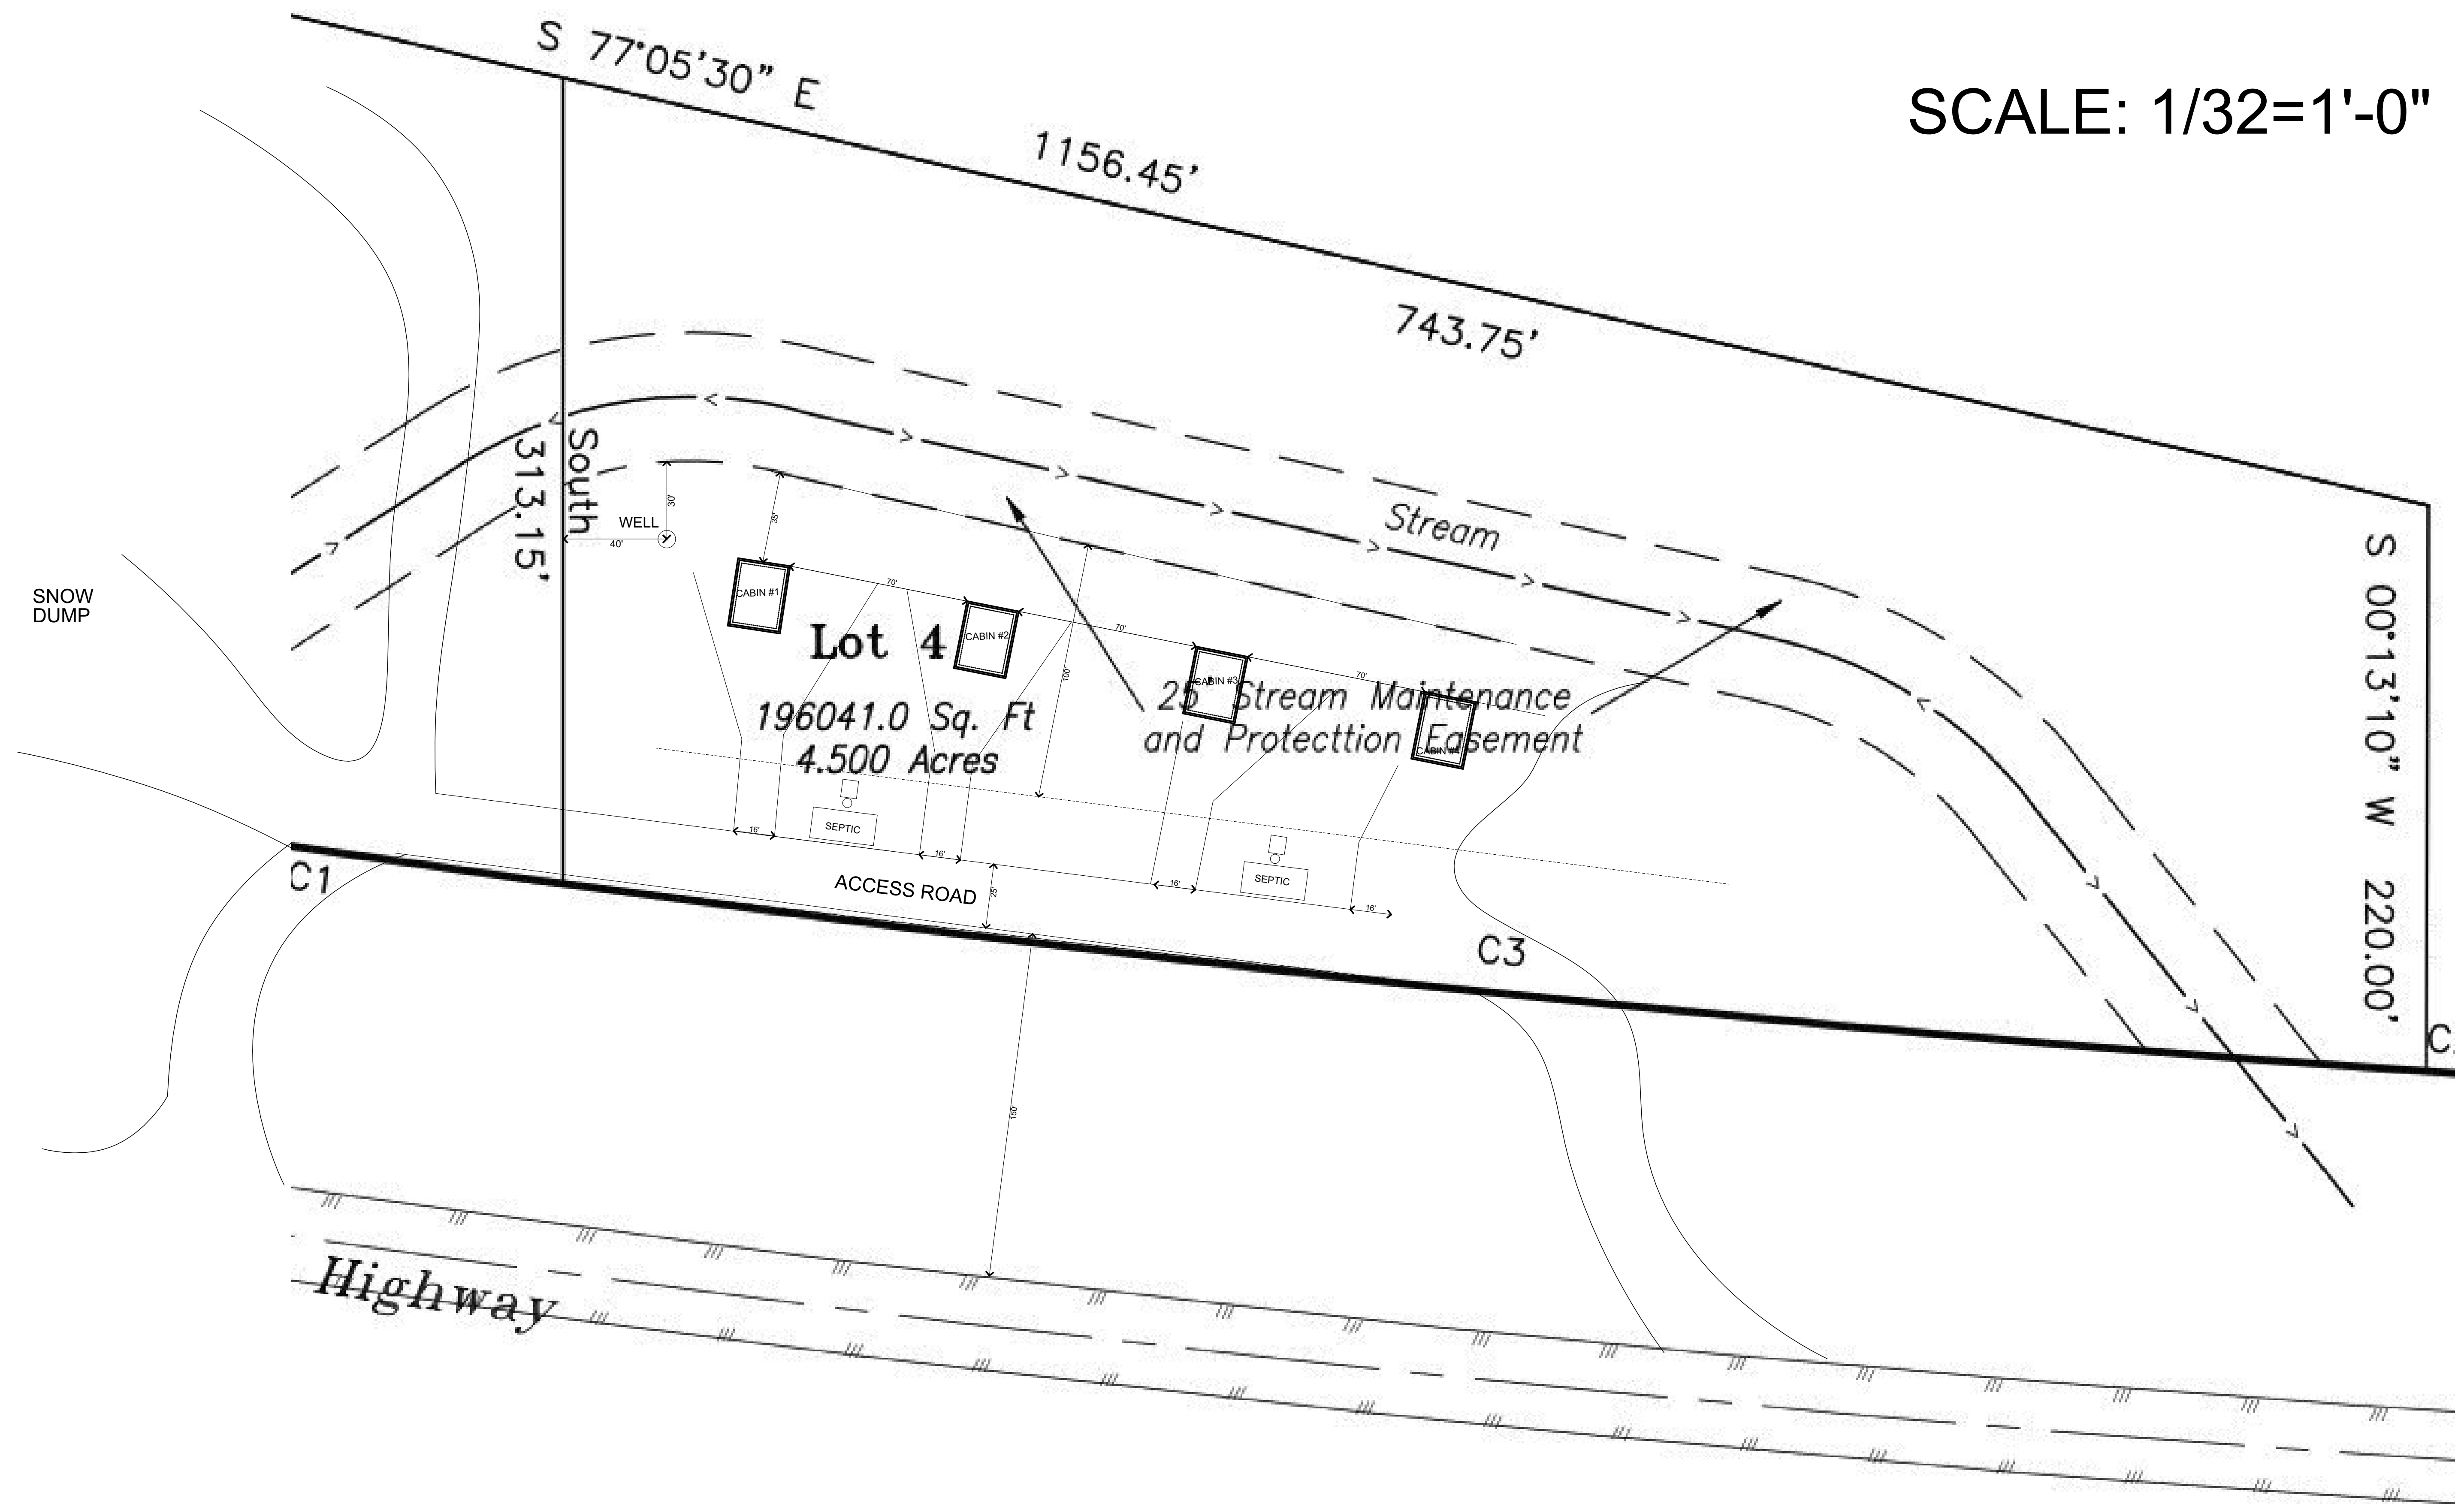 S 77°05'30" E
SCALE: 1/32=1'-0"
1156.45'
743.75'
South
313.15'
Stream
S 00°13'10" W 220.00'
WELL
30'
40'
35'
SNOW
DUMP
CABIN #1
70'
CABIN #2
70'
CABIN #3
70'
CABIN #4
Lot 4
196041.0 Sq. Ft
4.500 Acres
100'
25' Stream Maintenance
and Protecttion Easement
16'
SEPTIC
16'
16'
SEPTIC
16'
ACCESS ROAD
25'
C1
C3
150'
Highway